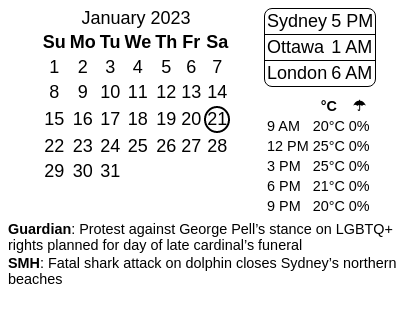 January 2023
Su Mo Tu We Th Fr Sa
1 2 3 4 5 6 7
8 9 10 11 12 13 14
15 16 17 18 19 20 21
22 23 24 25 26 27 28
29 30 31
Sydney 5 PM
Ottawa 1 AM
London 6 AM
°C ☂
9 AM 20°C 0%
12 PM 25°C 0%
3 PM 25°C 0%
6 PM 21°C 0%
9 PM 20°C 0%
Guardian: Protest against George Pell’s stance on LGBTQ+
rights planned for day of late cardinal’s funeral
SMH: Fatal shark attack on dolphin closes Sydney’s northern
beaches